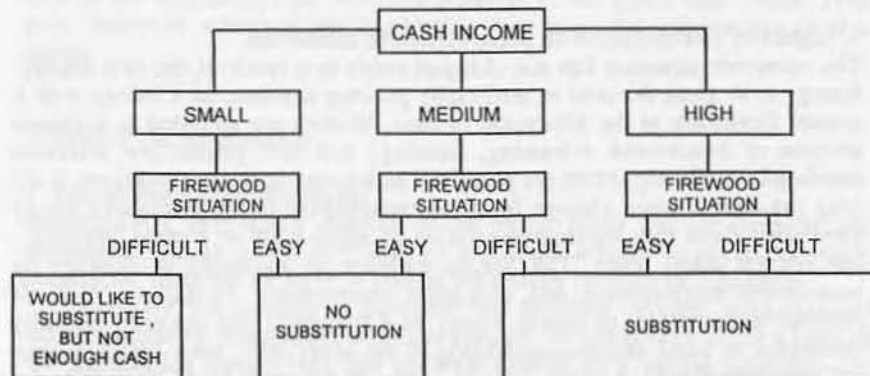 CASH INCOME
SMALL MEDIUM HIGH
FIREWOOD SITUATION FIREWOOD SITUATION FIREWOOD SITUATION
DIFFICULT EASY EASY DIFFICULT EASY DIFFICULT
WOULD LIKE TO
SUBSTITUTE,
BUT NOT
ENOUGH CASH
NO
SUBSTITUTION
SUBSTITUTION